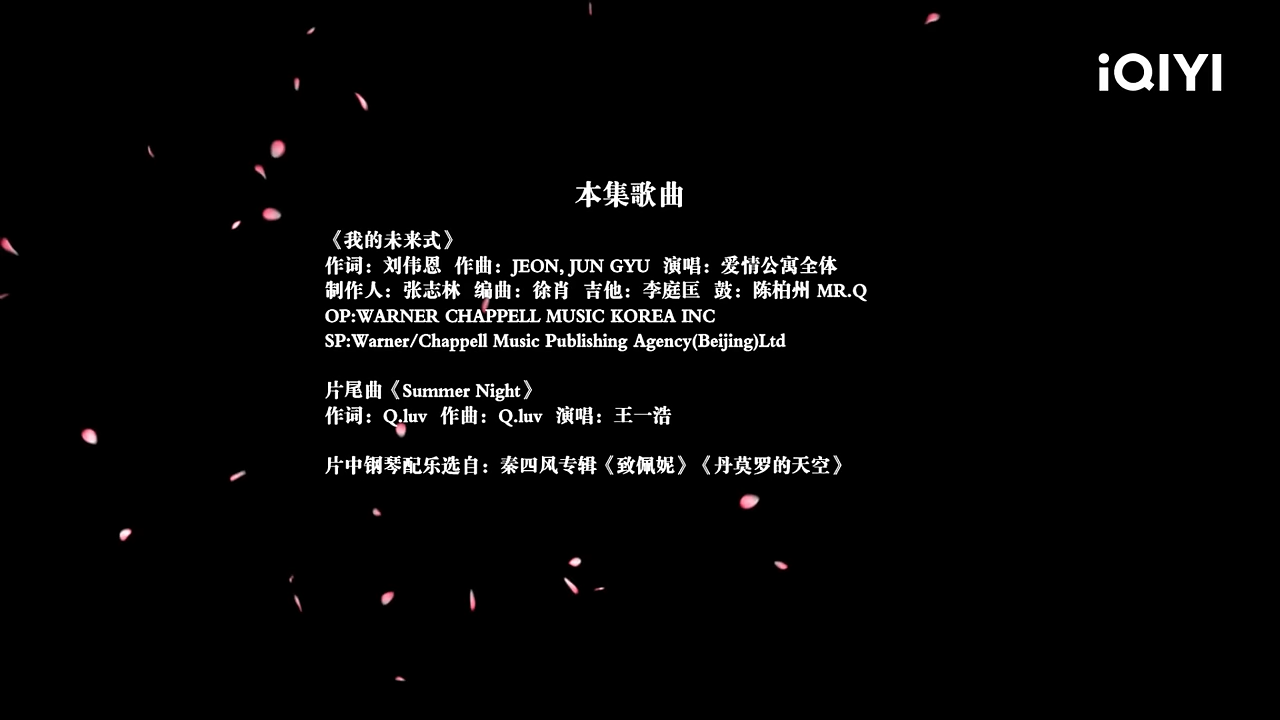 iQIYI
本集歌曲
《我的未来式》
作词：刘伟恩 作曲：JEON, JUN GYU 演唱：爱情公寓全体
制作人：张志林 编曲：徐肖 吉他：李庭匡 鼓：陈柏州 MR.Q
OP:WARNER CHAPPELL MUSIC KOREA INC
SP:Warner/Chappell Music Publishing Agency(Beijing)Ltd
片尾曲《Summer Night》
作词：Q.luv 作曲：Q.luv 演唱：王一浩
片中钢琴配乐选自：秦四风专辑《致佩妮》《丹莫罗的天空》